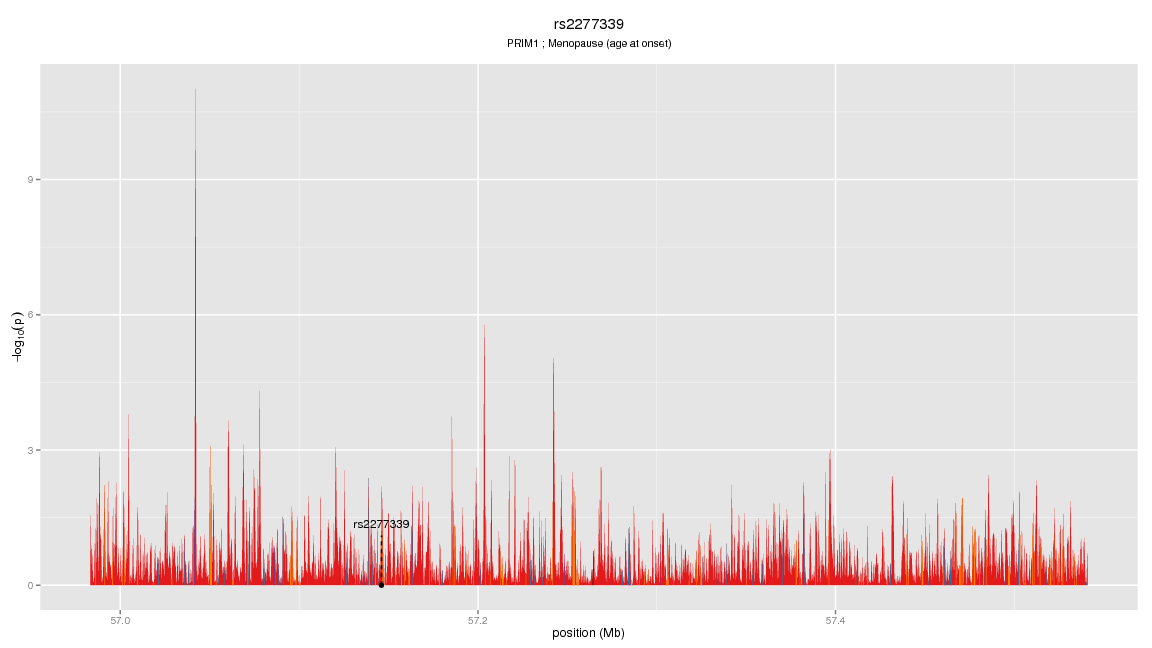 rs2277339
PRIM1 ; Menopause (age at onset)
−log10(p)
9
6
3
0
rs2277339
57.0
57.2
57.4
position (Mb)